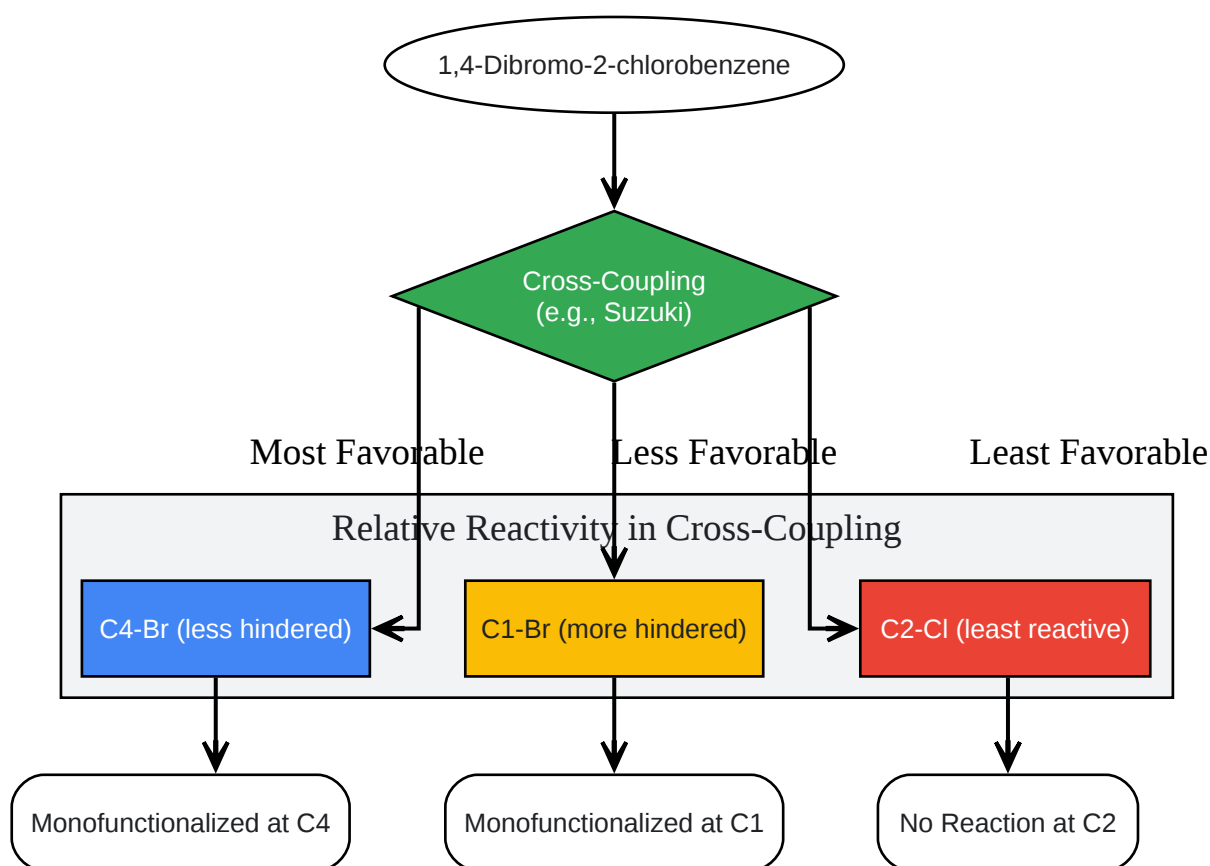 1,4-Dibromo-2-chlorobenzene
Cross-Coupling
(e.g., Suzuki)
Most Favorable
Less Favorable
Least Favorable
Relative Reactivity in Cross-Coupling
C4-Br (less hindered)
C1-Br (more hindered)
C2-Cl (least reactive)
Monofunctionalized at C4
Monofunctionalized at C1
No Reaction at C2